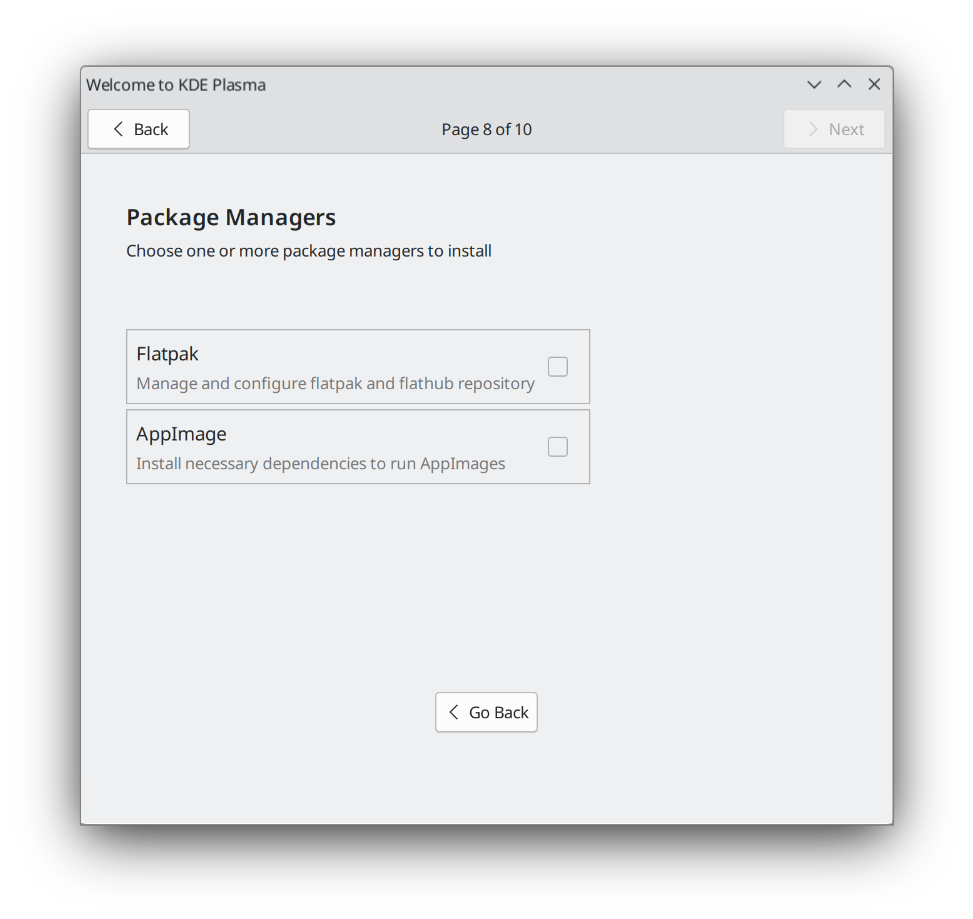 Welcome to KDE Plasma
Back
Page 8 of 10
Next
Package Managers
Choose one or more package managers to install
Flatpak
Manage and configure flatpak and flathub repository
AppImage
Install necessary dependencies to run AppImages
Go Back